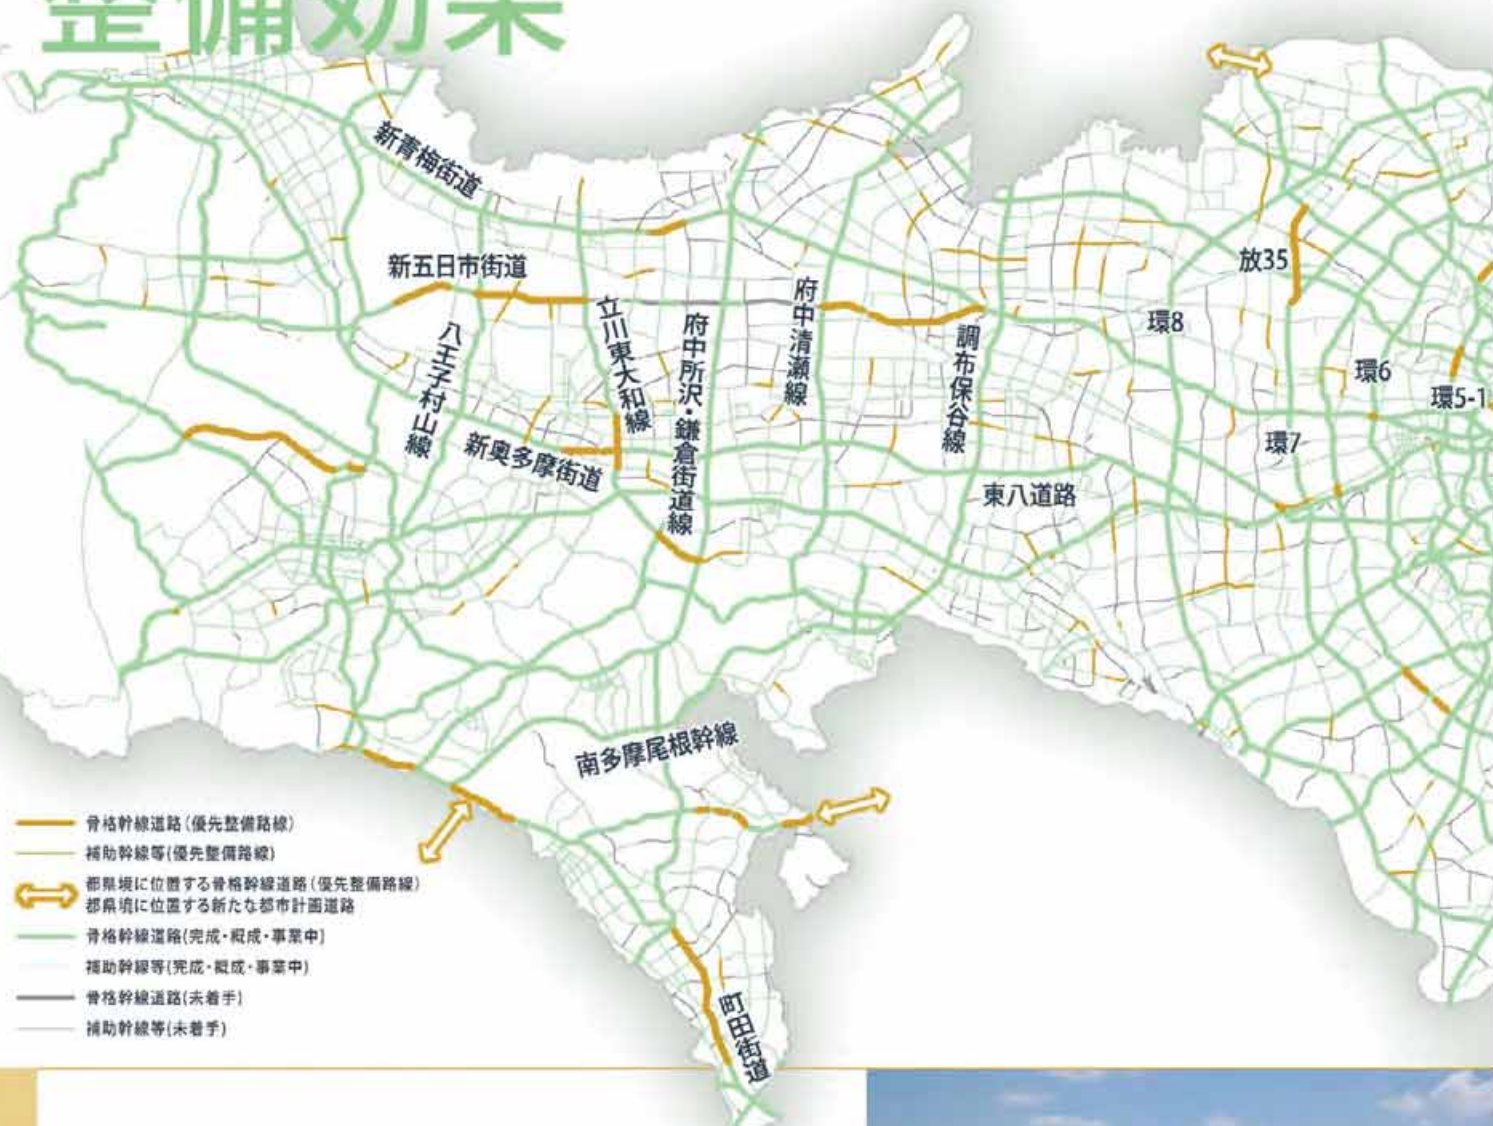 整備効果
新青梅街道
新五日市街道
八王子村山線
立川東大和線
府中所沢・鎌倉街道線
府中清瀬線
調布保谷線
新奥多摩街道
東八道路
放35
環8
環6
環5-1
環7
南多摩尾根幹線
町田街道
骨格幹線道路(優先整備路線)
補助幹線等(優先整備路線)
都県境に位置する骨格幹線道路(優先整備路線)
都県境に位置する新たな都市計画道路
骨格幹線道路(完成・概成・事業中)
補助幹線等(完成・概成・事業中)
骨格幹線道路(未着手)
補助幹線等(未着手)